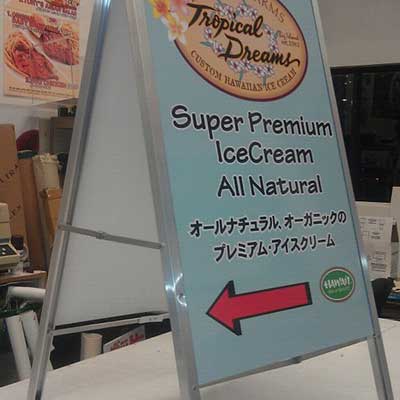 Tropical
Dreams
CUSTOM HAWAIIAN ICE CREAM
Super Premium
IceCream
All Natural
オールナチュラル、オーガニックの
プレミアム・アイスクリーム
HAWAI'I